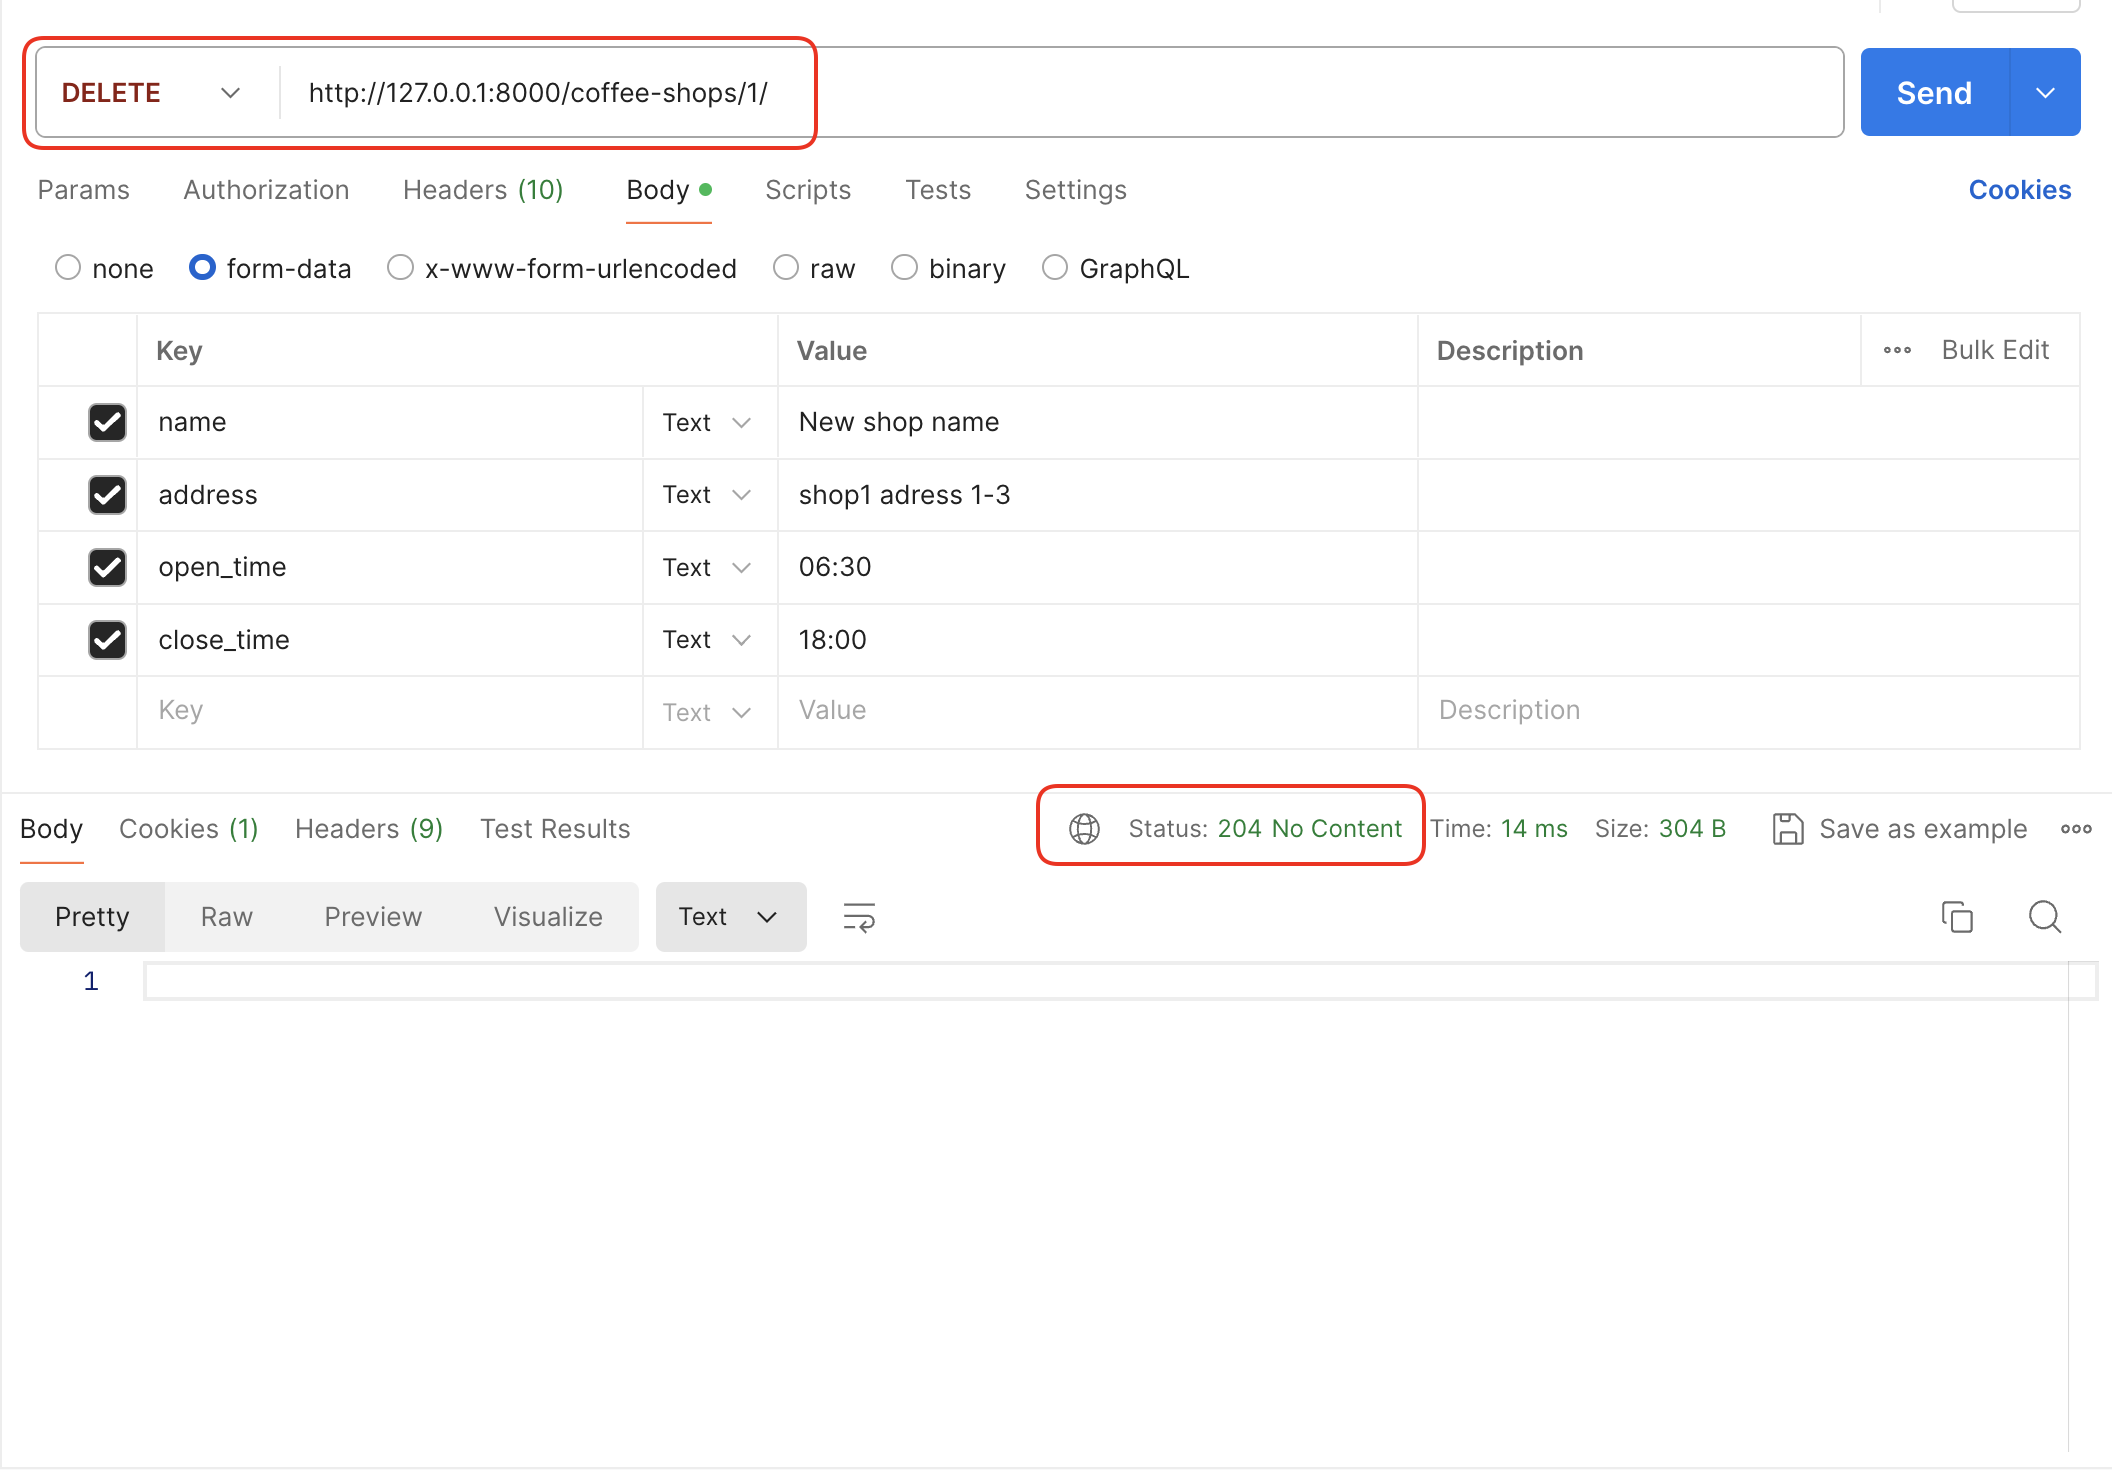 DELETE http://127.0.0.1:8000/coffee-shops/1/ Send
Params Authorization Headers (10) Body Scripts Tests Settings Cookies
none form-data x-www-form-urlencoded raw binary GraphQL
Key Value Description Bulk Edit
name Text New shop name
address Text shop1 adress 1-3
open_time Text 06:30
close_time Text 18:00
Key Text Value Description
Body Cookies (1) Headers (9) Test Results Status: 204 No Content Time: 14 ms Size: 304 B Save as example
Pretty Raw Preview Visualize Text
1